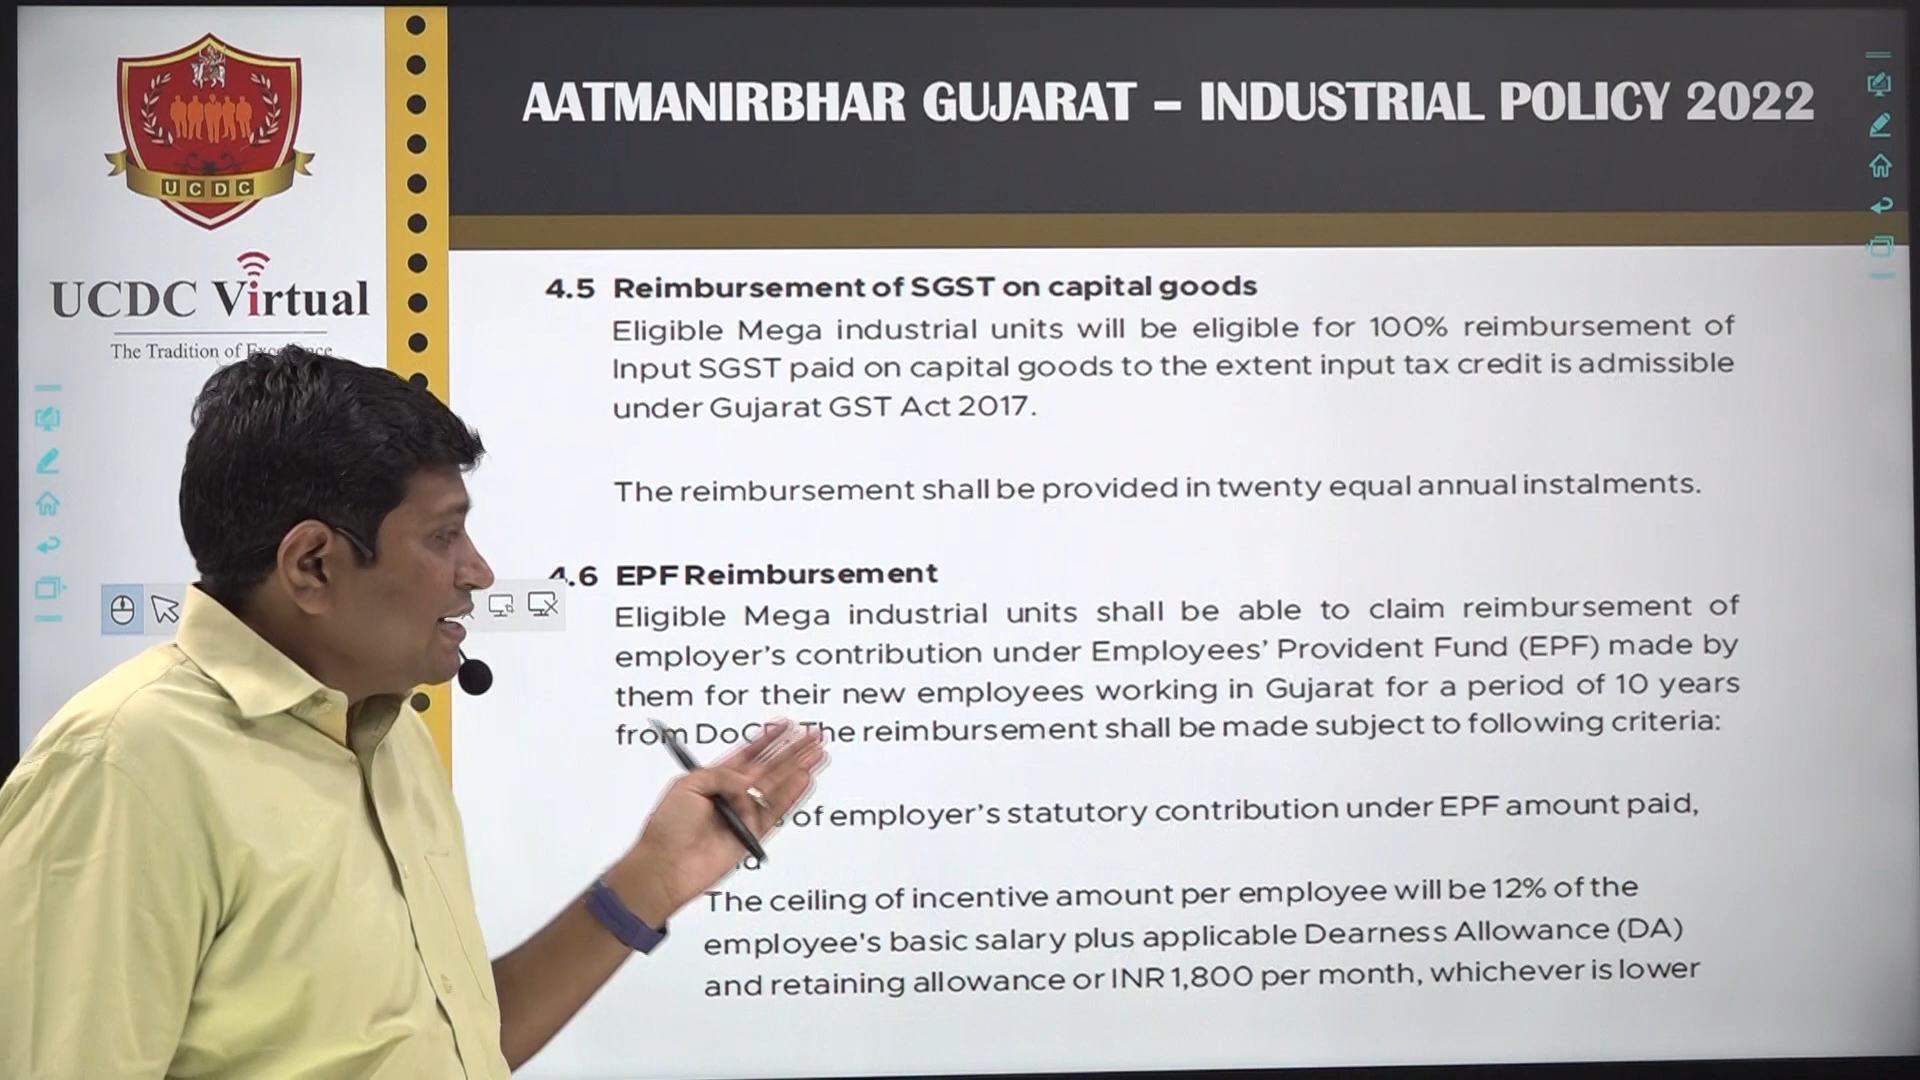 UCDC
UCDC Virtual
The Tradition of
AATMANIRBHAR GUJARAT – INDUSTRIAL POLICY 2022
4.5 Reimbursement of SGST on capital goods
Eligible Mega industrial units will be eligible for 100% reimbursement of
Input SGST paid on capital goods to the extent input tax credit is admissible
under Gujarat GST Act 2017.
The reimbursement shall be provided in twenty equal annual instalments.
4.6 EPF Reimbursement
Eligible Mega industrial units shall be able to claim reimbursement of
employer's contribution under Employees' Provident Fund (EPF) made by
them for their new employees working in Gujarat for a period of 10 years
from The reimbursement shall be made subject to following criteria:
of employer's statutory contribution under EPF amount paid,
The ceiling of incentive amount per employee will be 12% of the
employee's basic salary plus applicable Dearness Allowance (DA)
and retaining allowance or INR 1,800 per month, whichever is lower